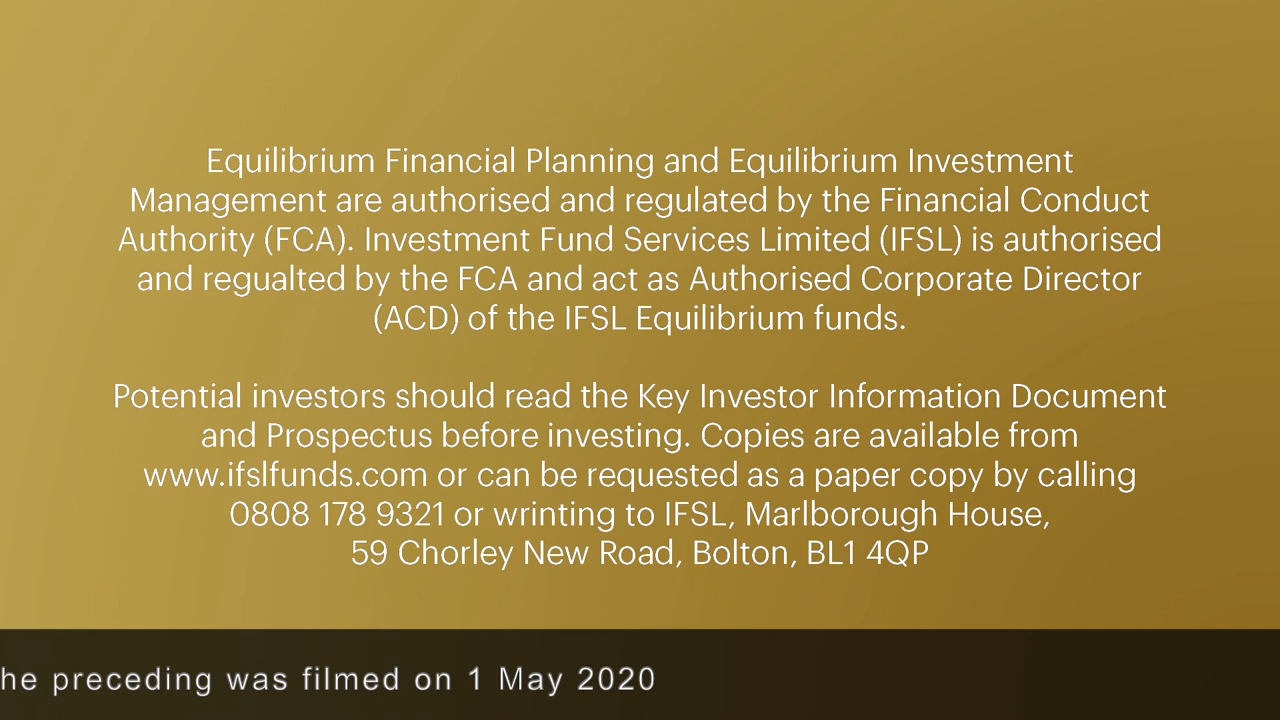 Equilibrium Financial Planning and Equilibrium Investment
Management are authorised and regulated by the Financial Conduct
Authority (FCA). Investment Fund Services Limited (IFSL) is authorised
and regualted by the FCA and act as Authorised Corporate Director
(ACD) of the IFSL Equilibrium funds.
Potential investors should read the Key Investor Information Document
and Prospectus before investing. Copies are available from
www.ifslfunds.com or can be requested as a paper copy by calling
0808 178 9321 or wrinting to IFSL, Marlborough House,
59 Chorley New Road, Bolton, BL1 4QP
he preceding was filmed on 1 May 2020